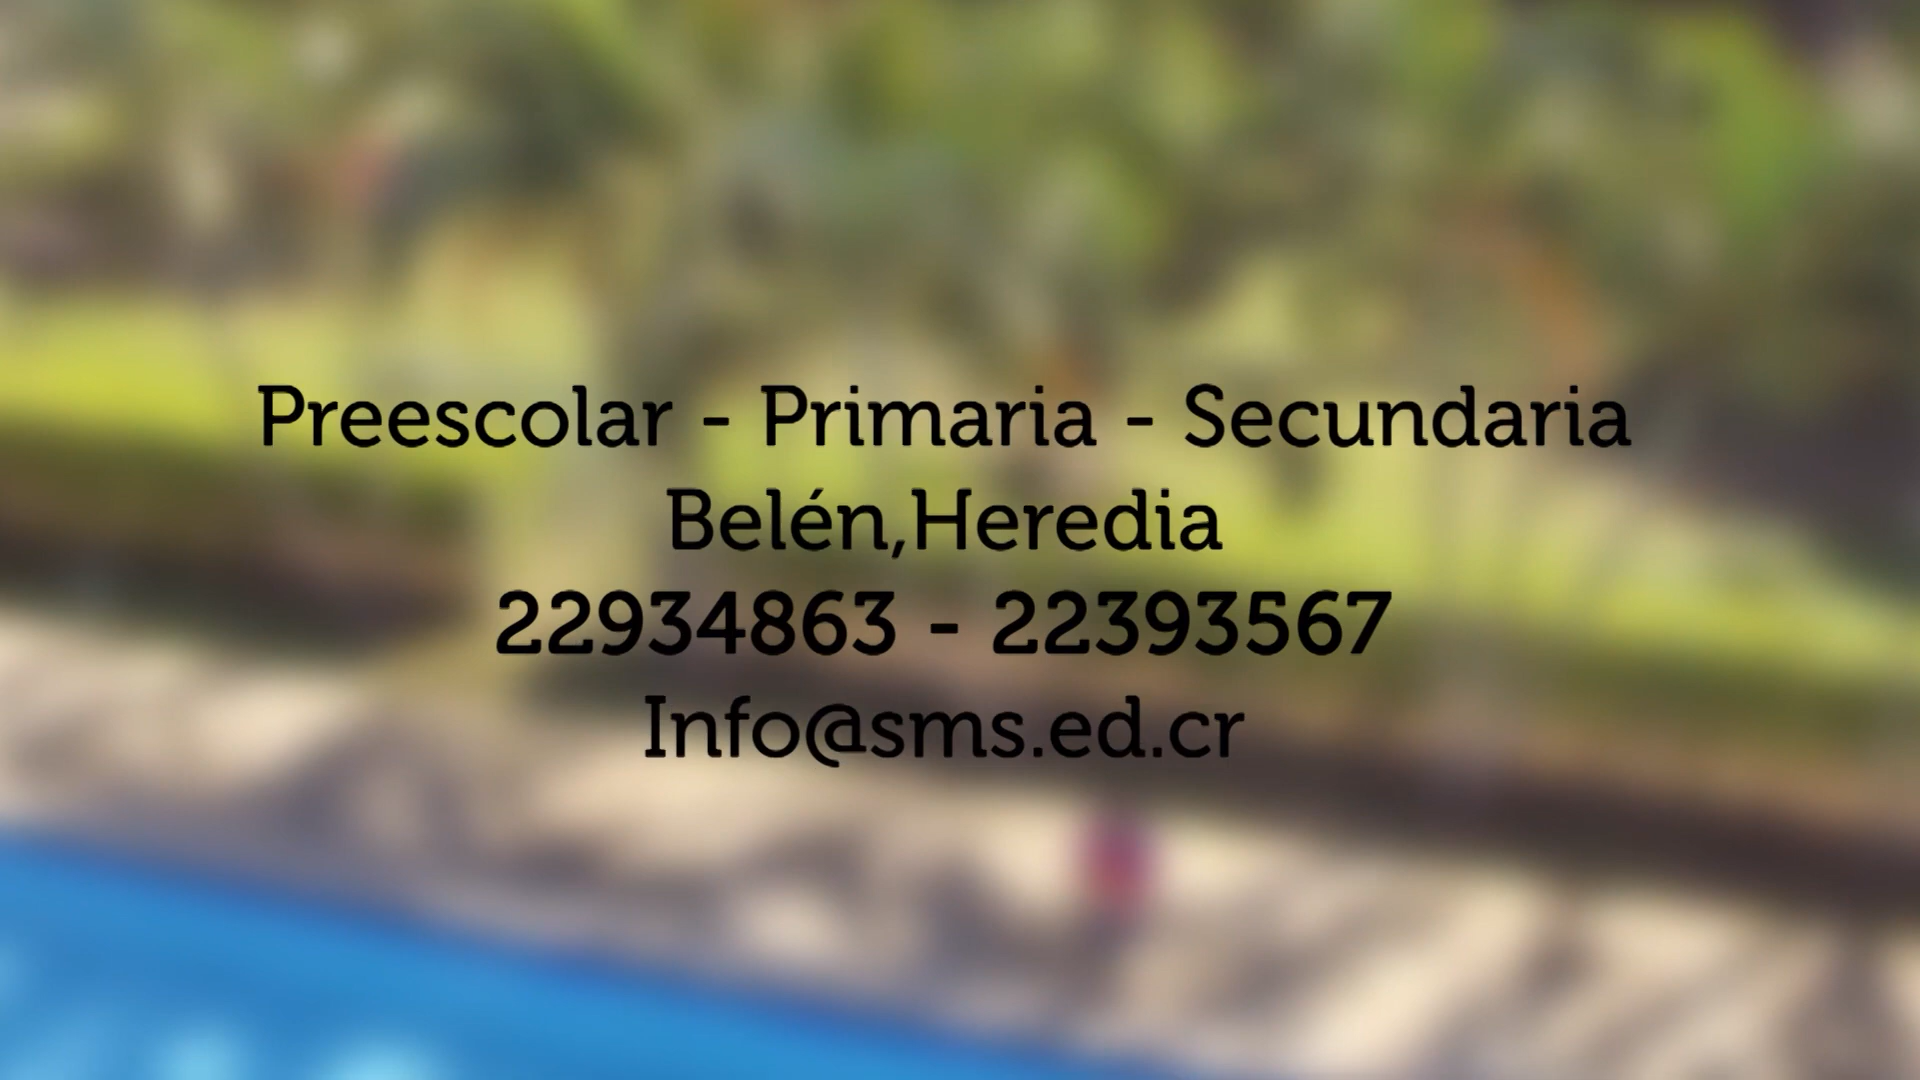 Preescolar - Primaria - Secundaria
Belén,Heredia
22934863 - 22393567
Info@sms.ed.cr